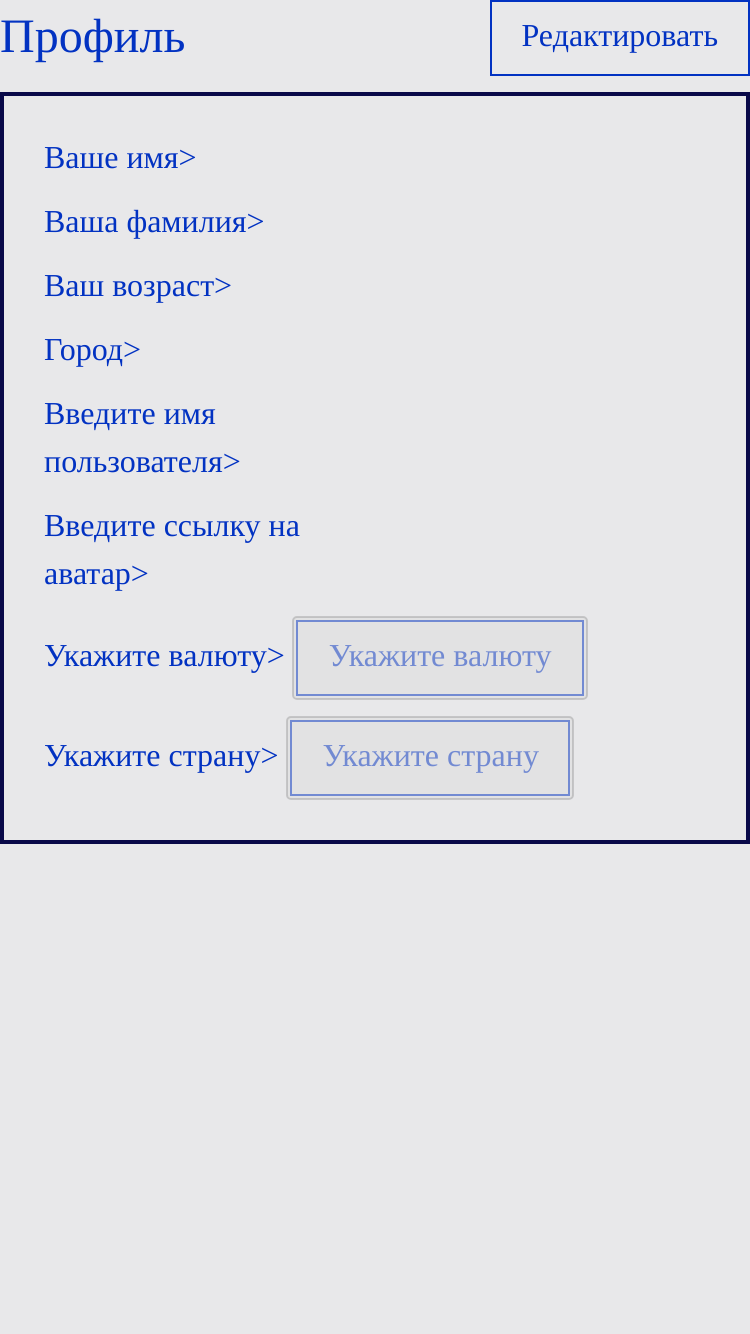 Профиль
Редактировать
Ваше имя>
Ваша фамилия>
Ваш возраст>
Город>
Введите имя
пользователя>
Введите ссылку на
аватар>
Укажите валюту> Укажите валюту
Укажите страну> Укажите страну